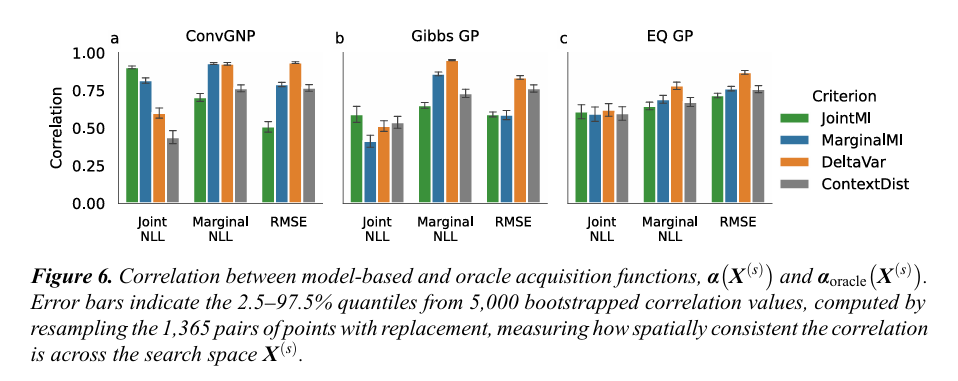 a ConvGNP
b Gibbs GP
c EQ GP
Correlation
1.00
0.75
0.50
0.25
0.00
Joint
NLL
Marginal
NLL
RMSE
Joint
NLL
Marginal
NLL
RMSE
Joint
NLL
Marginal
NLL
RMSE
Criterion
JointMI
MarginalMI
DeltaVar
ContextDist
Figure 6. Correlation between model-based and oracle acquisition functions, α(X^(s)) and α_oracle(X^(s)).
Error bars indicate the 2.5–97.5% quantiles from 5,000 bootstrapped correlation values, computed by
resampling the 1,365 pairs of points with replacement, measuring how spatially consistent the correlation
is across the search space X^(s).